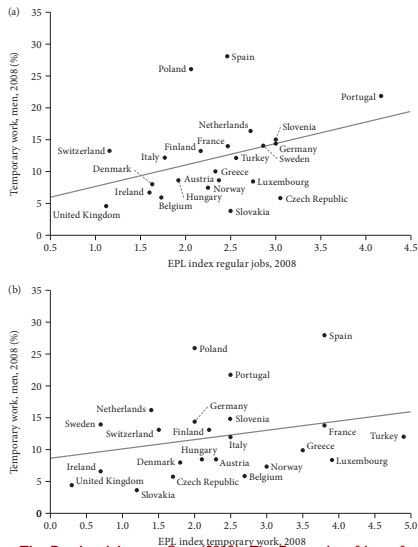 (a)
35
30
25
20
15
10
5
0
Temporary work, men, 2008 (%)
Spain
Poland
Portugal
Netherlands
Slovenia
France
Switzerland
Finland
Germany
Italy
Turkey
Sweden
Denmark
Greece
Austria
Luxembourg
Ireland
Norway
Hungary
Belgium
Czech Republic
United Kingdom
Slovakia
0.5 1.0 1.5 2.0 2.5 3.0 3.5 4.0 4.5
EPL index regular jobs, 2008
(b)
35
30
25
20
15
10
5
0
Temporary work, men, 2008 (%)
Spain
Poland
Portugal
Netherlands
Germany
Slovenia
Sweden
Switzerland
Finland
France
Turkey
Italy
Hungary
Greece
Denmark
Austria
Luxembourg
Ireland
Norway
United Kingdom
Czech Republic
Belgium
Slovakia
0.0 0.5 1.0 1.5 2.0 2.5 3.0 3.5 4.0 4.5 5.0
EPL index temporary work, 2008